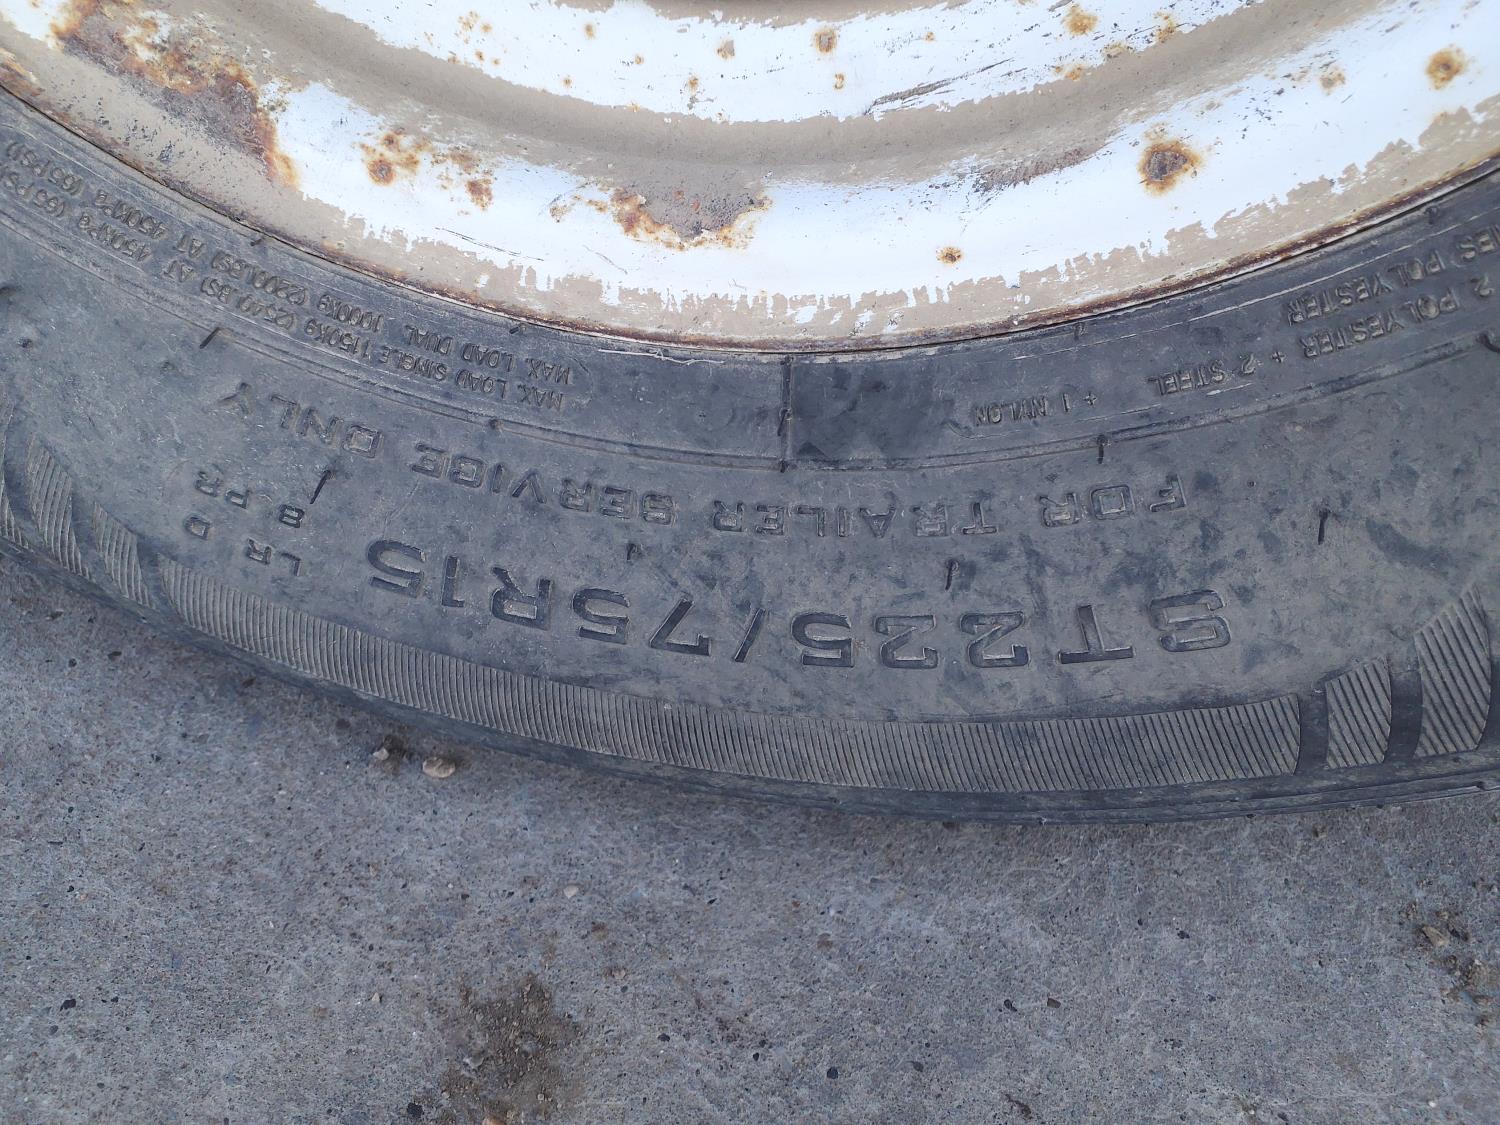 ST225/75R15
LR D
8 PR
FOR TRAILER SERVICE ONLY
MAX. LOAD SINGLE 1150KG (2540LBS) AT 450KPa (65PSI)
MAX. LOAD DUAL 1000KG (2200LBS) AT 450KPa (65PSI)
2 POLYESTER + 2 STEEL + 1 NYLON
POLYESTER